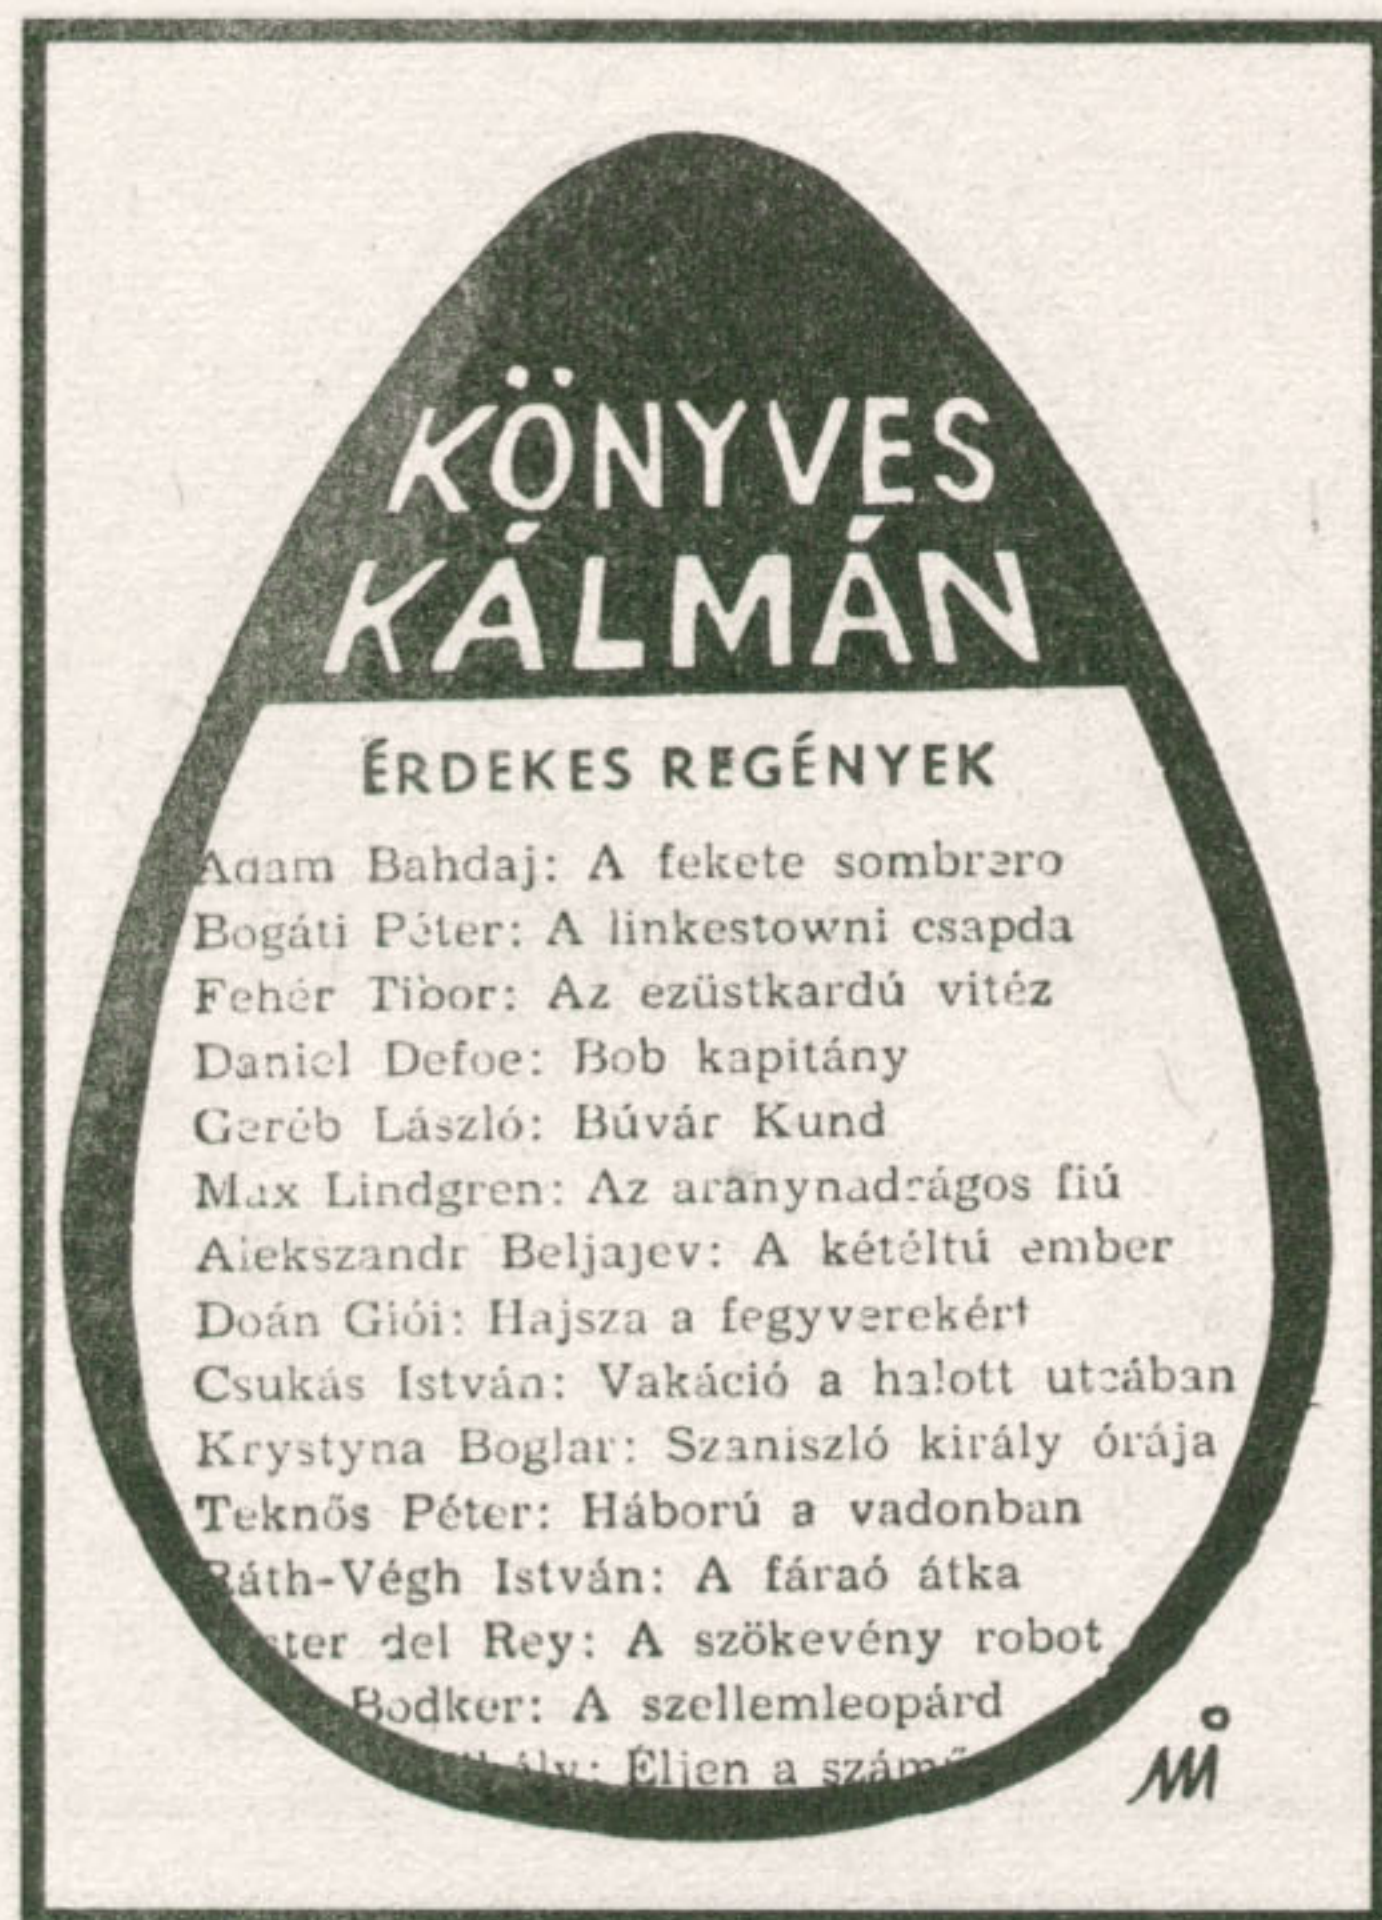 KÖNYVES
KÁLMÁN
ÉRDEKES REGÉNYEK
Adam Bahdaj: A fekete sombrero
Bogáti Péter: A linkestowni csapda
Fehér Tibor: Az ezüstkardú vitéz
Daniel Defoe: Bob kapitány
Geréb László: Búvár Kund
Max Lindgren: Az aranynadrágos fiú
Alekszandr Beljajev: A kétéltű ember
Doán Giói: Hajsza a fegyverekért
Csukás István: Vakáció a halott utcában
Krystyna Boglar: Szaniszló király órája
Teknős Péter: Háború a vadonban
Ráth-Végh István: A fáraó átka
ster del Rey: A szökevény robot
Bodker: A szellemleopárd
Éljen a